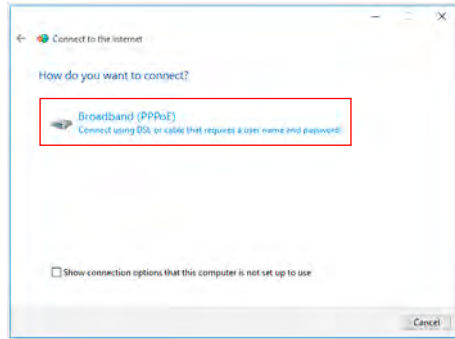 Connect to the Internet
How do you want to connect?
Broadband (PPPoE)
Connect using DSL or cable that requires a user name and password.
Show connection options that this computer is not set up to use
Cancel